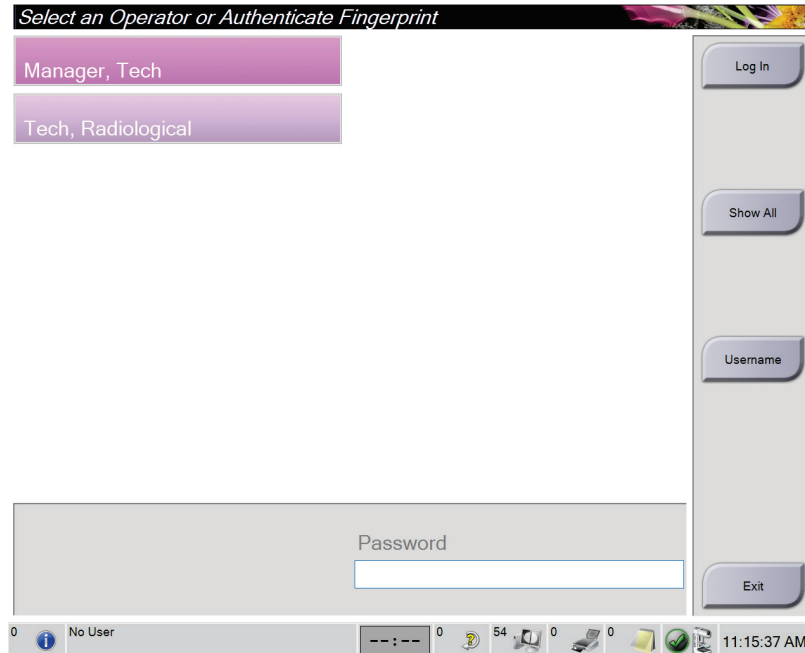 Select an Operator or Authenticate Fingerprint
Manager, Tech
Tech, Radiological
Log In
Show All
Username
Password
Exit
0 No User --:-- 0 54 0 0 11:15:37 AM